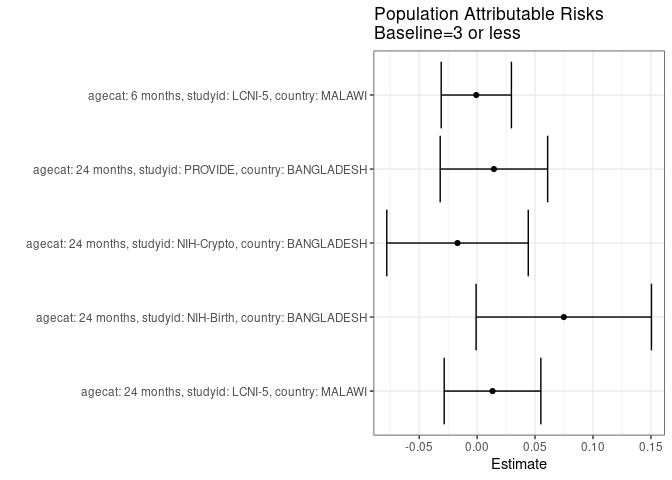 Population Attributable Risks
Baseline=3 or less
agecat: 6 months, studyid: LCNI-5, country: MALAWI
agecat: 24 months, studyid: PROVIDE, country: BANGLADESH
agecat: 24 months, studyid: NIH-Crypto, country: BANGLADESH
agecat: 24 months, studyid: NIH-Birth, country: BANGLADESH
agecat: 24 months, studyid: LCNI-5, country: MALAWI
-0.05 0.00 0.05 0.10 0.15
Estimate